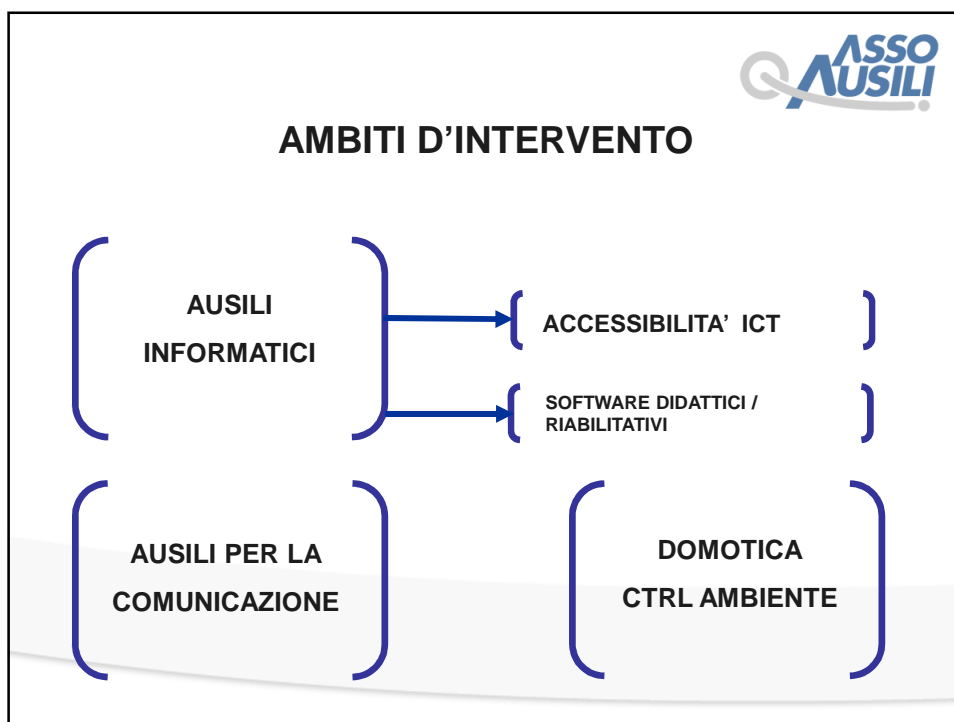 ASSO
AUSILI
AMBITI D’INTERVENTO
AUSILI
INFORMATICI
ACCESSIBILITA’ ICT
SOFTWARE DIDATTICI /
RIABILITATIVI
AUSILI PER LA
COMUNICAZIONE
DOMOTICA
CTRL AMBIENTE